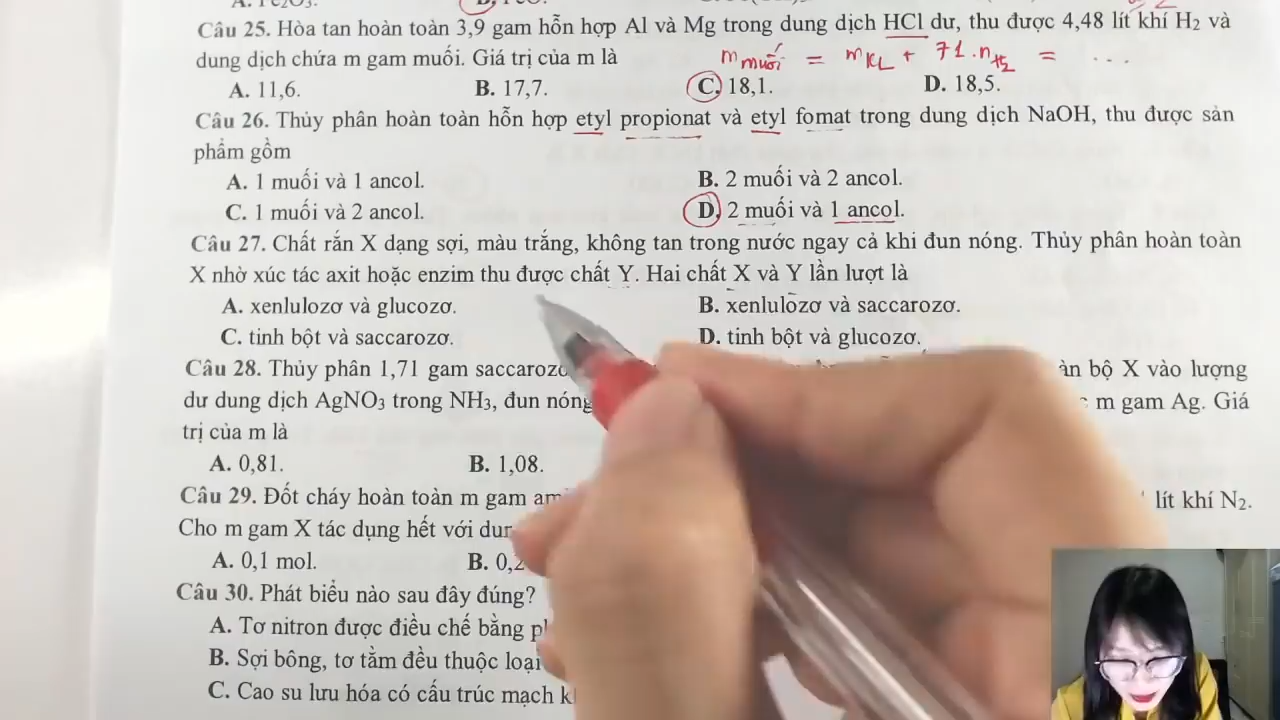 Câu 25. Hòa tan hoàn toàn 3,9 gam hỗn hợp Al và Mg trong dung dịch HCl dư, thu được 4,48 lít khí H₂ và
dung dịch chứa m gam muối. Giá trị của m là m muối = mKL + 71.nH₂ = ...
A. 11,6. B. 17,7. C. 18,1. D. 18,5.
Câu 26. Thủy phân hoàn toàn hỗn hợp etyl propionat và etyl fomat trong dung dịch NaOH, thu được sản
phẩm gồm
A. 1 muối và 1 ancol. B. 2 muối và 2 ancol.
C. 1 muối và 2 ancol. D. 2 muối và 1 ancol.
Câu 27. Chất rắn X dạng sợi, màu trắng, không tan trong nước ngay cả khi đun nóng. Thủy phân hoàn toàn
X nhờ xúc tác axit hoặc enzim thu được chất Y. Hai chất X và Y lần lượt là
A. xenlulozơ và glucozơ. B. xenlulozơ và saccarozơ.
C. tinh bột và saccarozơ. D. tinh bột và glucozơ.
Câu 28. Thủy phân 1,71 gam bộ X vào lượng
dư dung dịch AgNO₃ trong NH₃, đun nóng m gam Ag. Giá
trị của m là
A. 0,81. B. 1,08.
Câu 29. Đốt cháy hoàn toàn m gam lít khí N₂.
Cho m gam X tác dụng hết với
A. 0,1 mol. B.
Câu 30. Phát biểu nào sau đây đúng?
A. Tơ nitron được điều chế bằng
B. Sợi bông, tơ tằm đều thuộc loại
C. Cao su lưu hóa có cấu trúc mạch